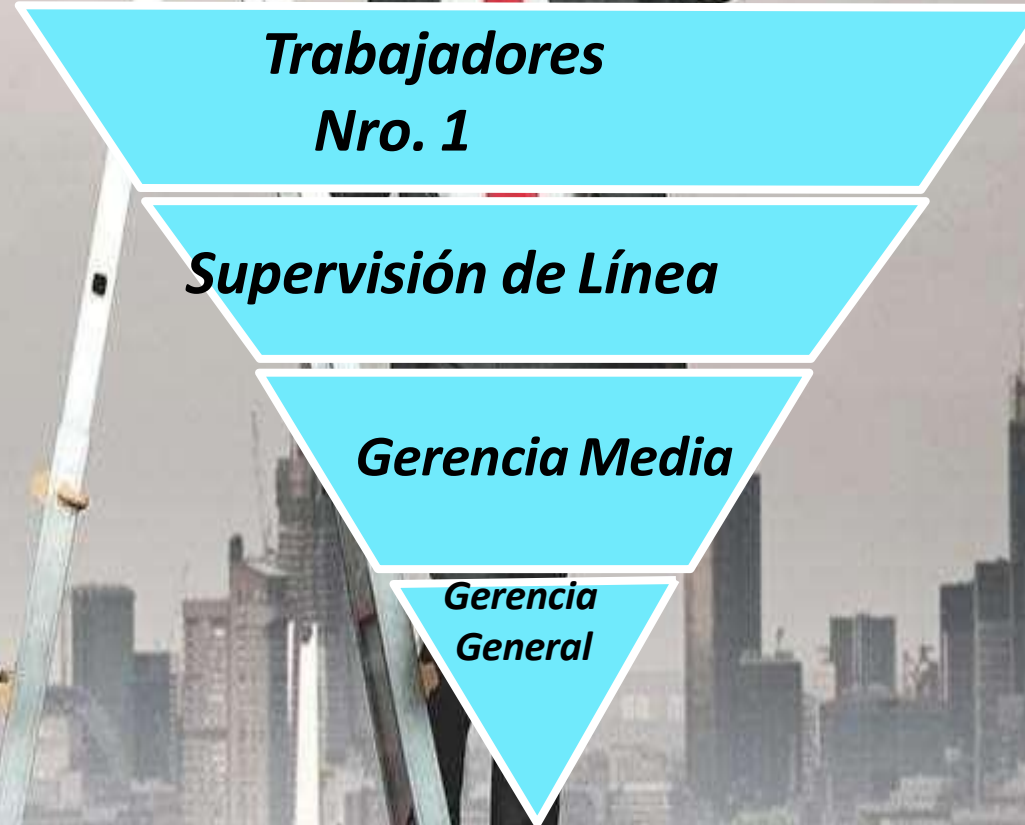 Trabajadores
Nro. 1
Supervisión de Línea
Gerencia Media
Gerencia
General